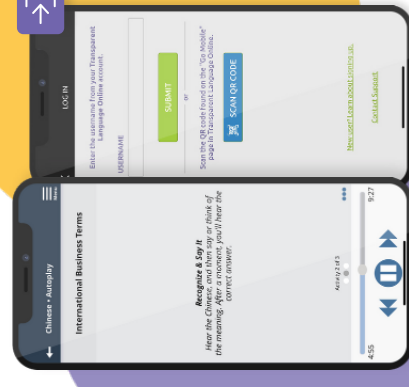 LOG IN
Enter the username from your Transparent
Language Online account.
USERNAME
SUBMIT
or
Scan the QR code found on the "Go Mobile"
page in Transparent Language Online.
SCAN QR CODE
New user? Learn about signing up.
Contact Support
Chinese • Autoplay
Menu
International Business Terms
Recognize & Say It
Hear the Chinese, and then say or think of
the meaning. After a moment, you'll hear the
correct answer.
Activity 2 of 3
4:55
9:27